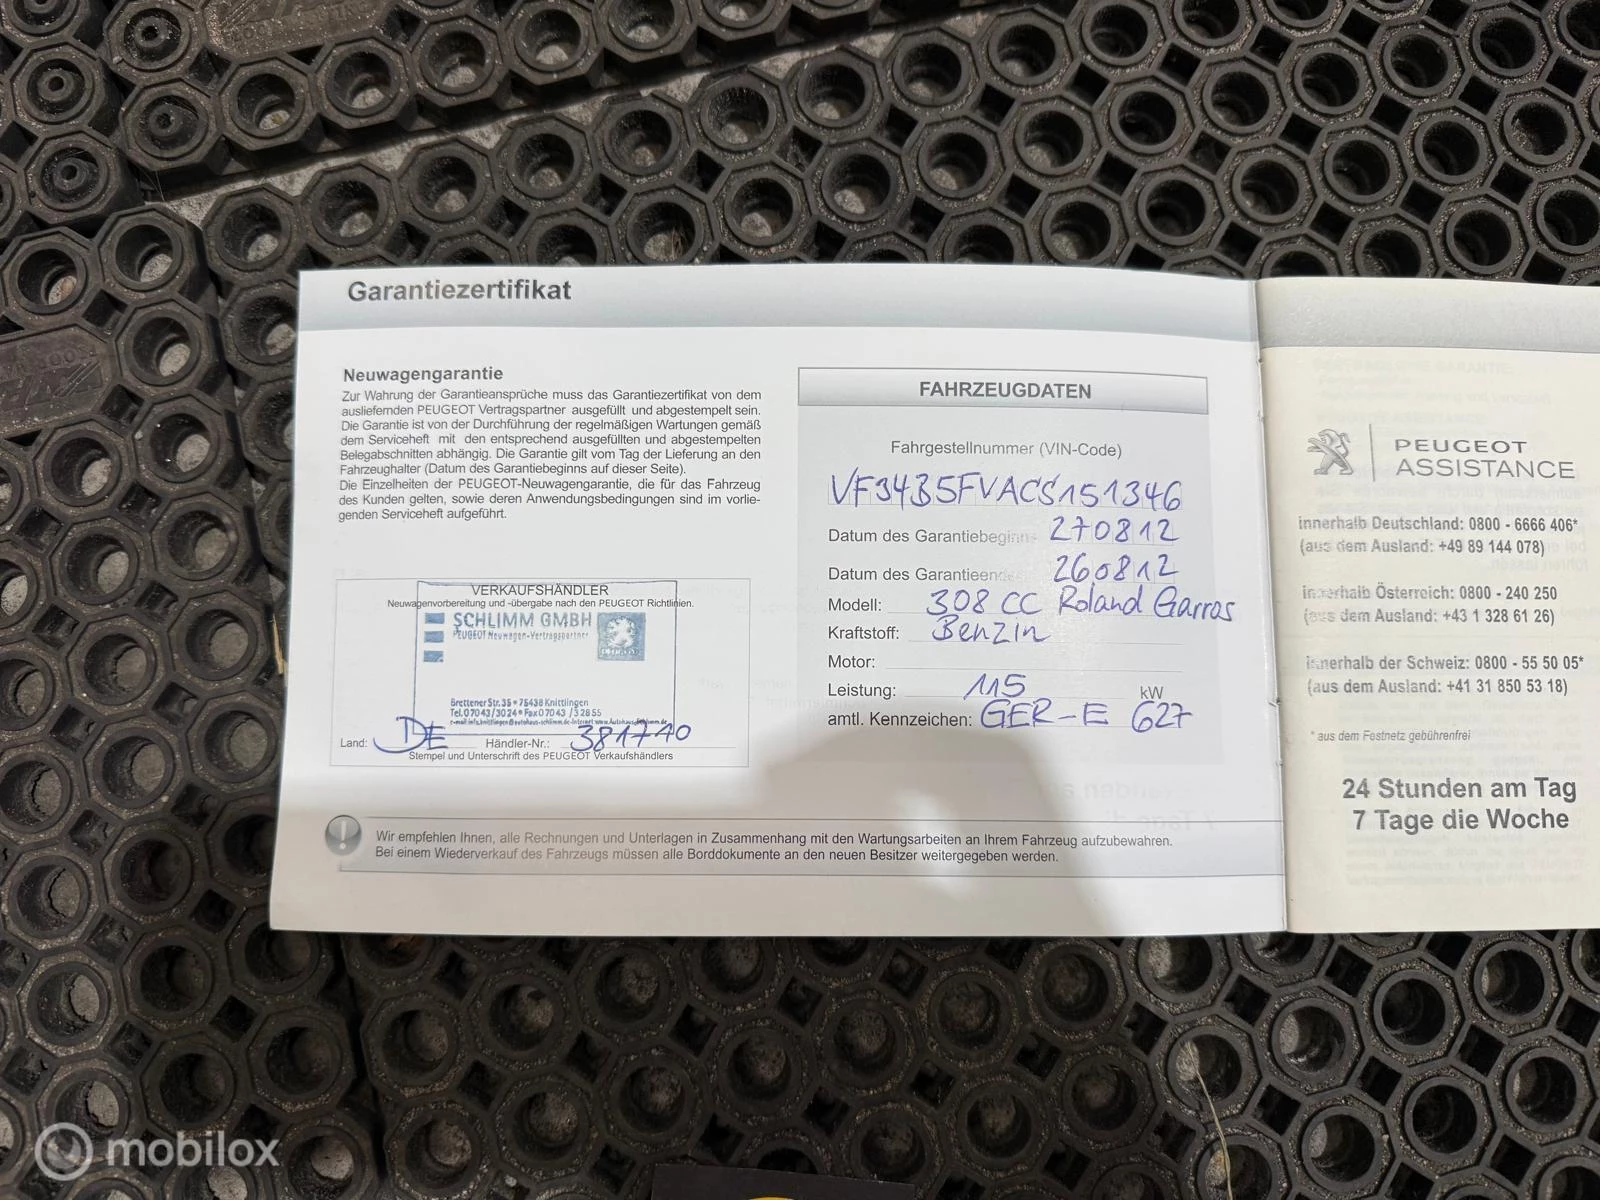 Garantiezertifikat
Neuwagengarantie
Zur Wahrung der Garantieansprüche muss das Garantiezertifikat von dem
ausliefernden PEUGEOT Vertragspartner ausgefüllt und abgestempelt sein.
Die Garantie ist von der Durchführung der regelmäßigen Wartungen gemäß
dem Serviceheft mit den entsprechend ausgefüllten und abgestempelten
Belegabschnitten abhängig. Die Garantie gilt vom Tag der Lieferung an den
Fahrzeughalter (Datum des Garantiebeginns auf dieser Seite).
Die Einzelheiten der PEUGEOT-Neuwagengarantie, die für das Fahrzeug
des Kunden gelten, sowie deren Anwendungsbedingungen sind im vorlie-
genden Serviceheft aufgeführt.
VERKAUFSHÄNDLER
Neuwagenvorbereitung und -übergabe nach den PEUGEOT Richtlinien.
SCHLIMM GMBH
PEUGEOT Neuwagen-Vertragspartner
Brettener Str. 35 • 75438 Knittlingen
Tel. 07043/3024 • Fax 07043/32855
Land: DE Händler-Nr.: 381710
Stempel und Unterschrift des PEUGEOT Verkaufshändlers
FAHRZEUGDATEN
Fahrgestellnummer (VIN-Code)
VF34B5FVACS151346
Datum des Garantiebeginns 270812
Datum des Garantieendes 260812
Modell: 308 CC Roland Garros
Kraftstoff: Benzin
Motor:
Leistung: 115 kW
amtl. Kennzeichen: GER-E 627
Wir empfehlen Ihnen, alle Rechnungen und Unterlagen in Zusammenhang mit den Wartungsarbeiten an Ihrem Fahrzeug aufzubewahren.
Bei einem Wiederverkauf des Fahrzeugs müssen alle Borddokumente an den neuen Besitzer weitergegeben werden.
PEUGEOT
ASSISTANCE
innerhalb Deutschland: 0800 - 6666 406*
(aus dem Ausland: +49 89 144 078)
innerhalb Österreich: 0800 - 240 250
(aus dem Ausland: +43 1 328 61 26)
innerhalb der Schweiz: 0800 - 55 50 05*
(aus dem Ausland: +41 31 850 53 18)
* aus dem Festnetz gebührenfrei
24 Stunden am Tag
7 Tage die Woche
mobilox